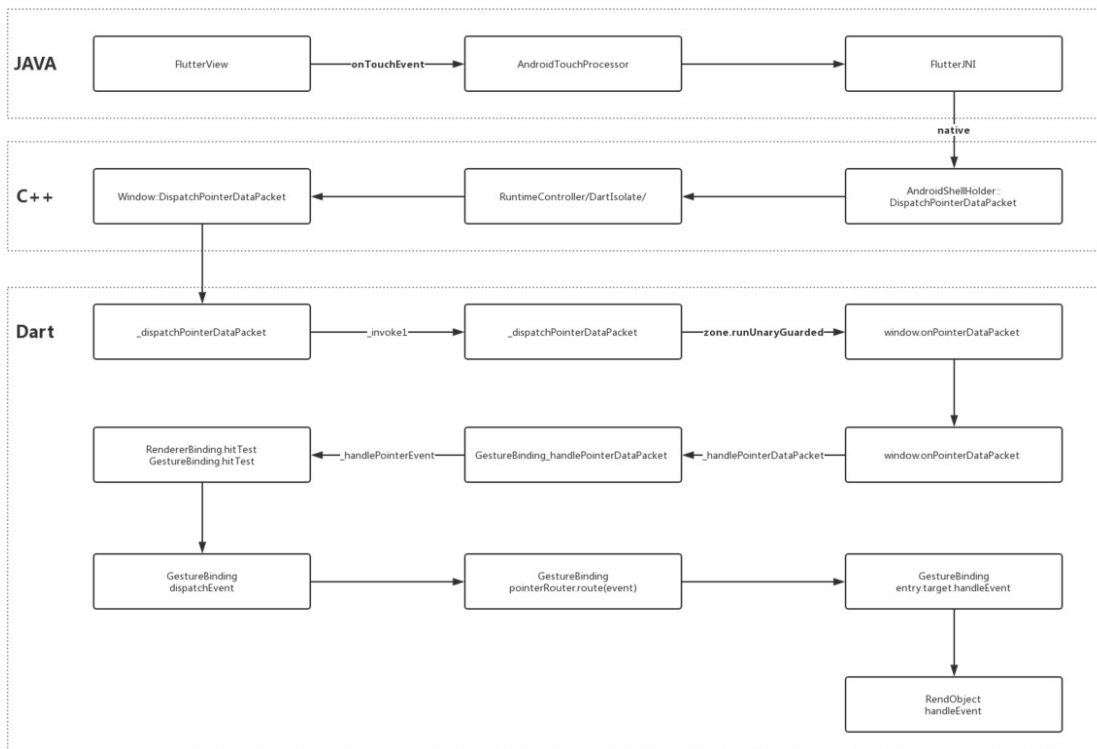 JAVA
FlutterView
onTouchEvent
AndroidTouchProcessor
FlutterJNI
native
C++
Window::DispatchPointerDataPacket
RuntimeController/DartIsolate/
AndroidShellHolder::
DispatchPointerDataPacket
Dart
_dispatchPointerDataPacket
_invoke1
_dispatchPointerDataPacket
zone.runUnaryGuarded
window.onPointerDataPacket
RendererBinding.hitTest
GestureBinding.hitTest
_handlePointerEvent
GestureBinding_handlePointerDataPacket
_handlePointerDataPacket
window.onPointerDataPacket
GestureBinding
dispatchEvent
GestureBinding
pointerRouter.route(event)
GestureBinding
entry.target.handleEvent
RendObject
handleEvent